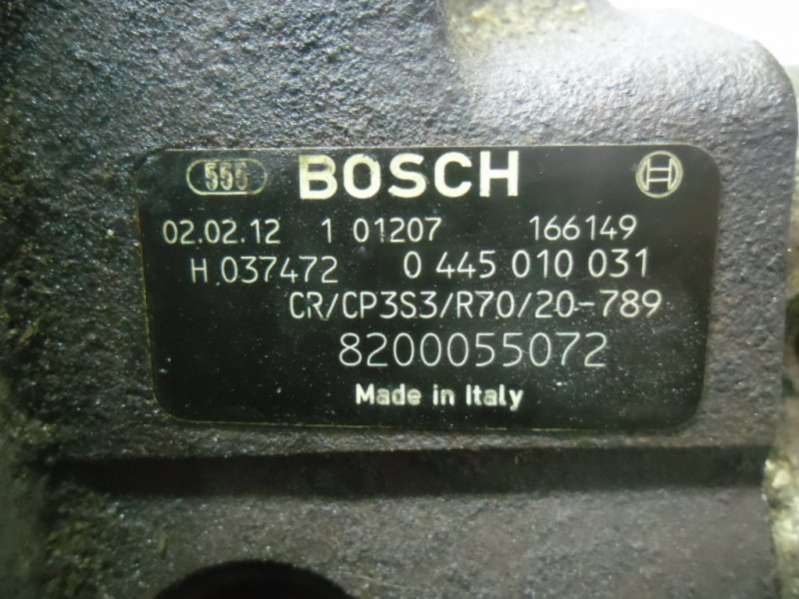 555 BOSCH H
02.02.12 1 01207 166149
H 037472 0 445 010 031
CR/CP3S3/R70/20-789
8200055072
Made in Italy